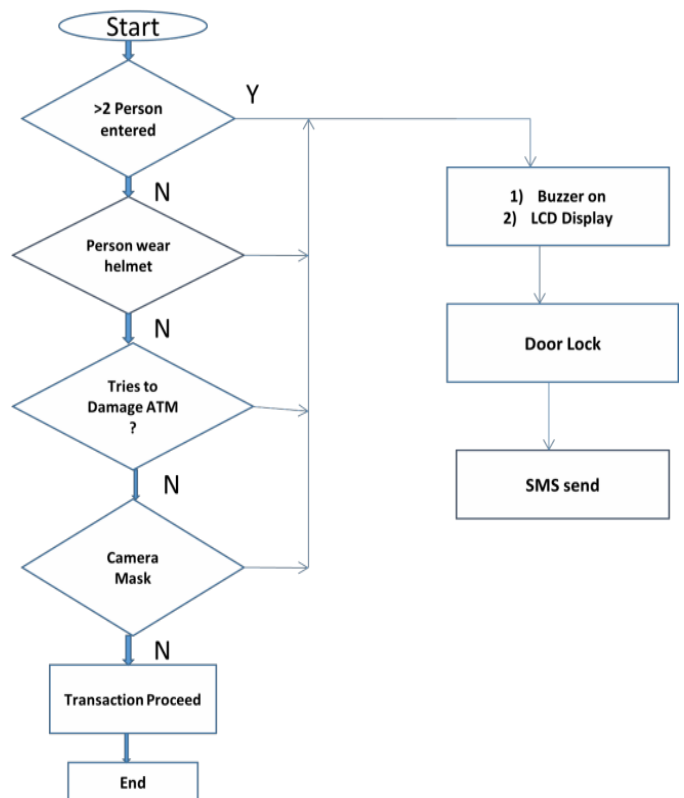 Start
>2 Person
entered
Y
N
Person wear
helmet
N
Tries to
Damage ATM
?
N
Camera
Mask
N
Transaction Proceed
End
1) Buzzer on
2) LCD Display
Door Lock
SMS send